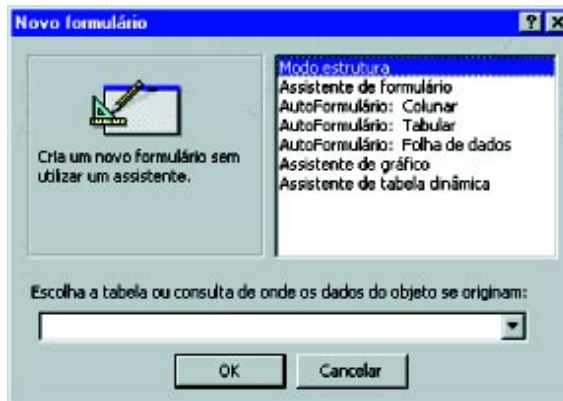 Novo formulário
Modo estrutura
Assistente de formulário
AutoFormulário: Colunar
AutoFormulário: Tabular
AutoFormulário: Folha de dados
Assistente de gráfico
Assistente de tabela dinâmica
Cria um novo formulário sem
utilizar um assistente.
Escolha a tabela ou consulta de onde os dados do objeto se originam:
OK
Cancelar